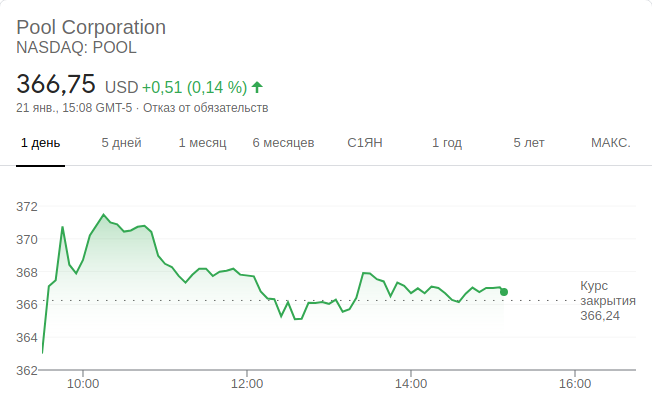 Pool Corporation
NASDAQ: POOL
366,75 USD +0,51 (0,14 %)
21 янв., 15:08 GMT-5 · Отказ от обязательств
1 день 5 дней 1 месяц 6 месяцев С1ЯН 1 год 5 лет МАКС.
372
370
368
366
364
362
Курс
закрытия
366,24
10:00 12:00 14:00 16:00